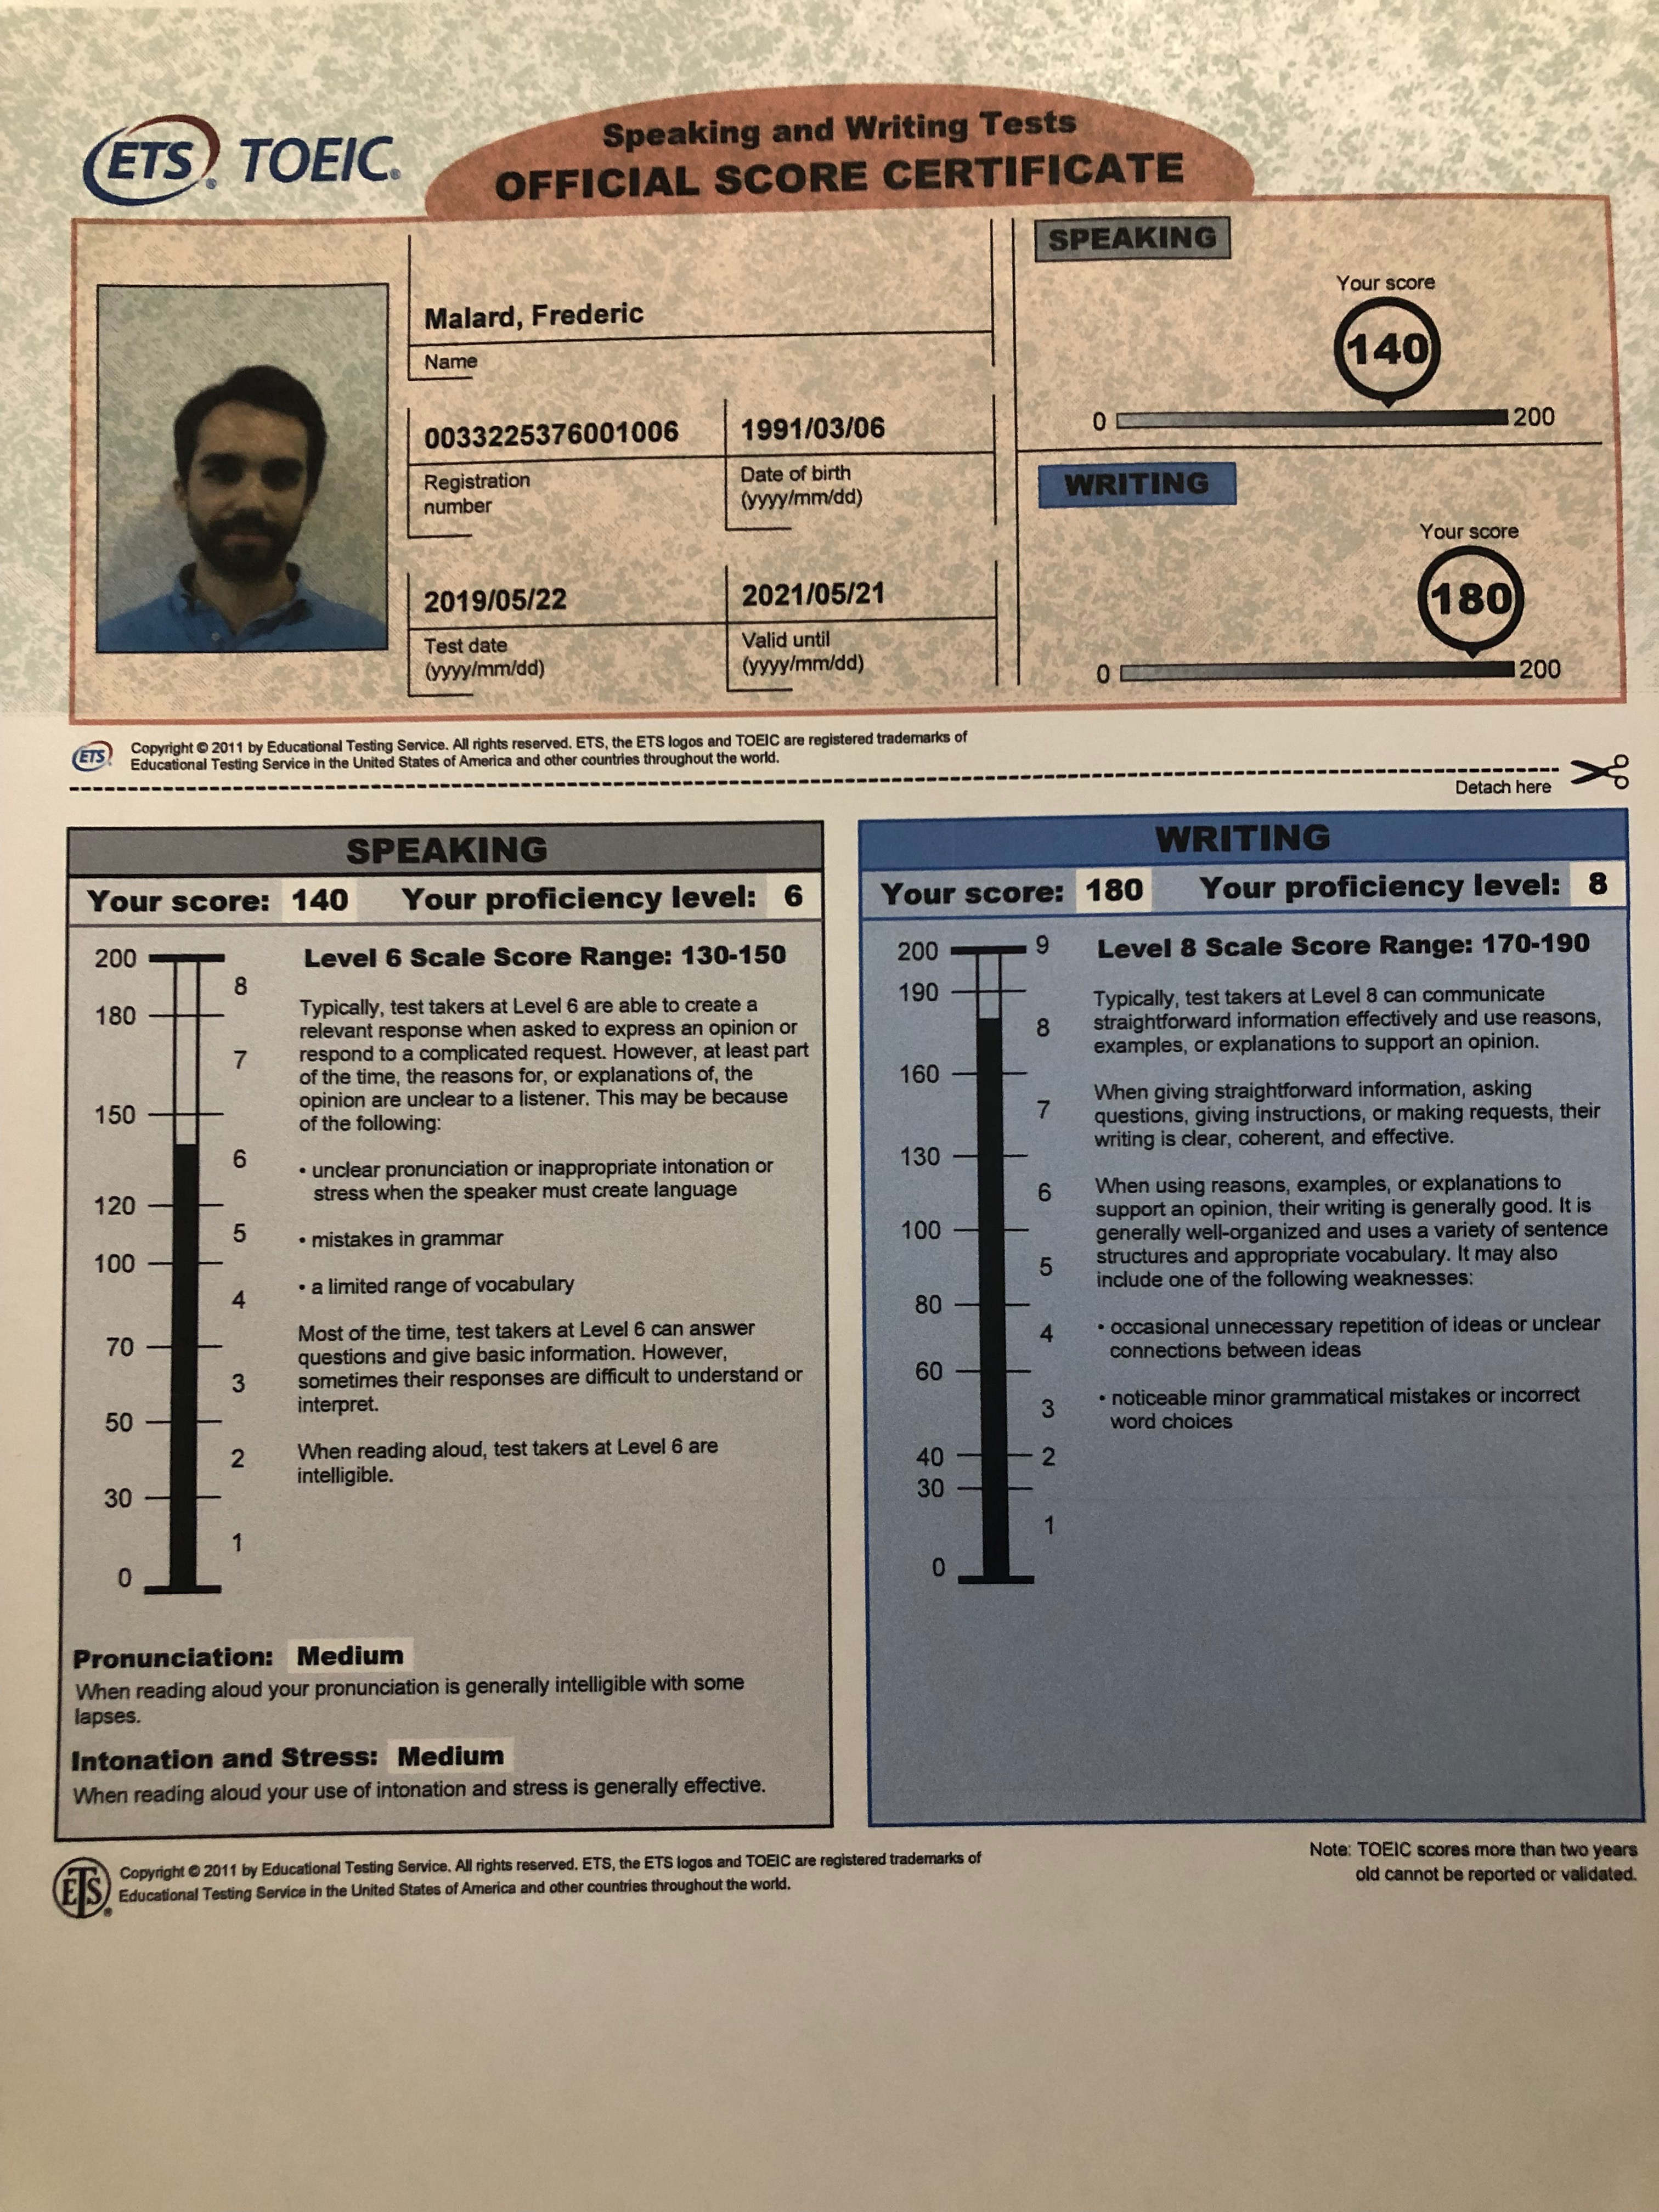 ETS® TOEIC®
Speaking and Writing Tests
OFFICIAL SCORE CERTIFICATE
Malard, Frederic
Name
0033225376001006
Registration
number
1991/03/06
Date of birth
(yyyy/mm/dd)
2019/05/22
Test date
(yyyy/mm/dd)
2021/05/21
Valid until
(yyyy/mm/dd)
SPEAKING
Your score
140
0 200
WRITING
Your score
180
0 200
ETS® Copyright © 2011 by Educational Testing Service. All rights reserved. ETS, the ETS logos and TOEIC are registered trademarks of
Educational Testing Service in the United States of America and other countries throughout the world.
Detach here
SPEAKING
Your score: 140 Your proficiency level: 6
200
8
180
7
150
6
120
5
100
4
70
3
50
2
30
1
0
Level 6 Scale Score Range: 130-150
Typically, test takers at Level 6 are able to create a
relevant response when asked to express an opinion or
respond to a complicated request. However, at least part
of the time, the reasons for, or explanations of, the
opinion are unclear to a listener. This may be because
of the following:
• unclear pronunciation or inappropriate intonation or
stress when the speaker must create language
• mistakes in grammar
• a limited range of vocabulary
Most of the time, test takers at Level 6 can answer
questions and give basic information. However,
sometimes their responses are difficult to understand or
interpret.
When reading aloud, test takers at Level 6 are
intelligible.
Pronunciation: Medium
When reading aloud your pronunciation is generally intelligible with some
lapses.
Intonation and Stress: Medium
When reading aloud your use of intonation and stress is generally effective.
WRITING
Your score: 180 Your proficiency level: 8
200 9
190
8
160
7
130
6
100
5
80
4
60
3
40 2
30
1
0
Level 8 Scale Score Range: 170-190
Typically, test takers at Level 8 can communicate
straightforward information effectively and use reasons,
examples, or explanations to support an opinion.
When giving straightforward information, asking
questions, giving instructions, or making requests, their
writing is clear, coherent, and effective.
When using reasons, examples, or explanations to
support an opinion, their writing is generally good. It is
generally well-organized and uses a variety of sentence
structures and appropriate vocabulary. It may also
include one of the following weaknesses:
• occasional unnecessary repetition of ideas or unclear
connections between ideas
• noticeable minor grammatical mistakes or incorrect
word choices
ETS® Copyright © 2011 by Educational Testing Service. All rights reserved. ETS, the ETS logos and TOEIC are registered trademarks of
Educational Testing Service in the United States of America and other countries throughout the world.
Note: TOEIC scores more than two years
old cannot be reported or validated.